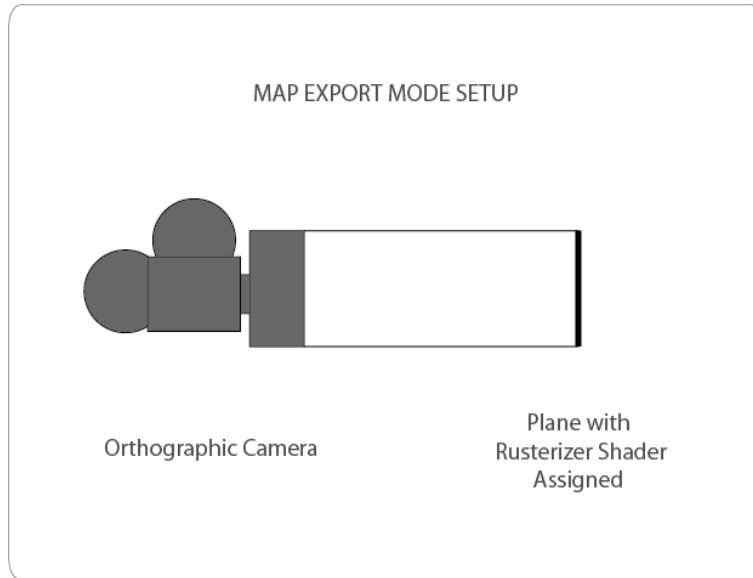 MAP EXPORT MODE SETUP
Orthographic Camera
Plane with
Rusterizer Shader
Assigned